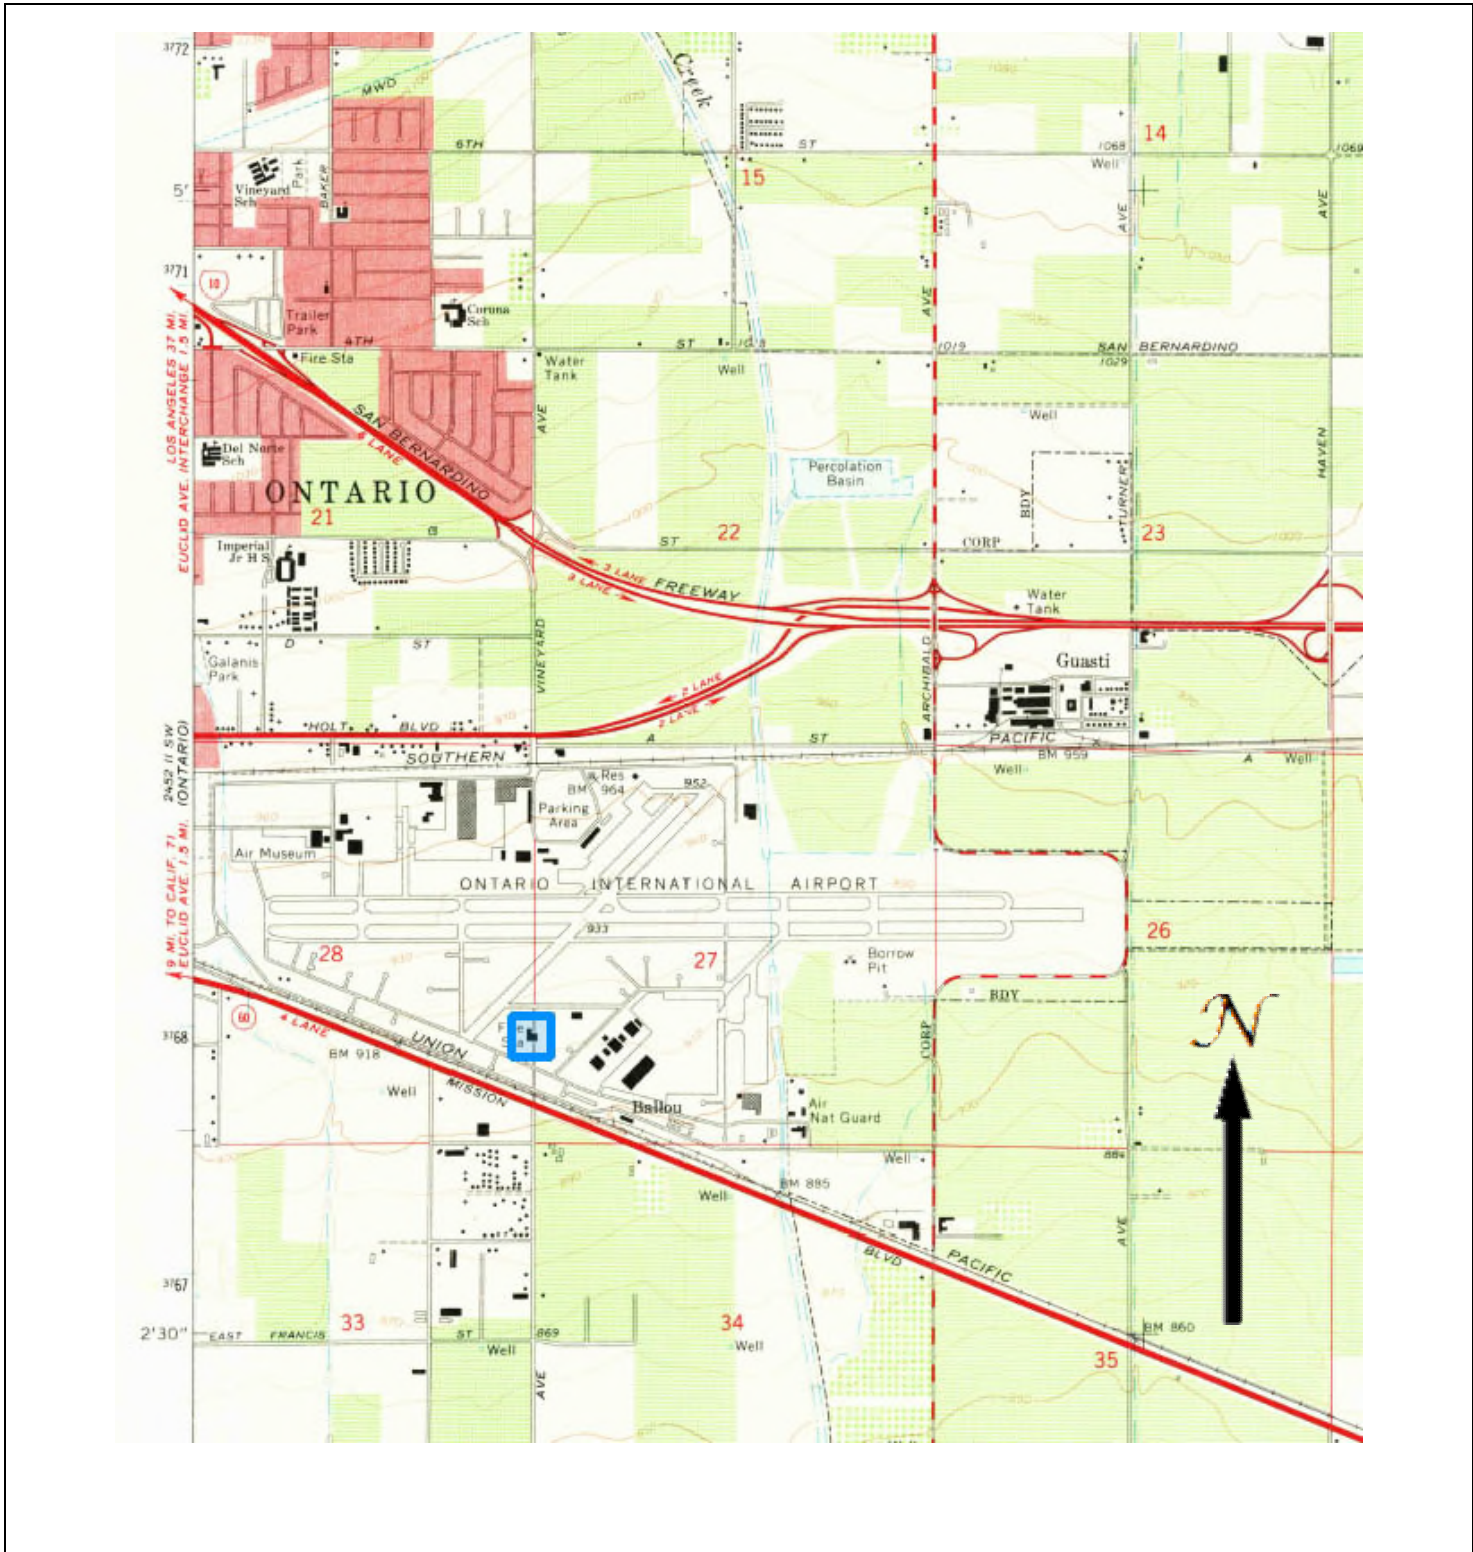 3772
MWD
Creek
6TH
ST
1068
14
1069
Well
15
5'
Vineyard
Sch
Park
BAKER
AVE
AVE
3771
10
Trailer
Park
Coruna
Sch
AVE
4TH
ST
1019
SAN BERNARDINO
1029
Fire Sta
Water
Tank
Well
LOS ANGELES 37 MI.
EUCLID AVE. INTERCHANGE 1.5 MI.
SAN BERNARDINO
6 LANE
AVE
Well
Del Norte
Sch
Percolation
Basin
HAVEN
ONTARIO
TURNER
BDY
21
G
ST
22
CORP
23
Imperial
Jr H S
3 LANE
3 LANE
FREEWAY
1000
Water
Tank
D
ST
VINEYARD
ARCHIBALD
Galanis
Park
Guasti
2 LANE
2 LANE
HOLT BLVD
A
ST
PACIFIC
SOUTHERN
BM 959
A
Well
Well
2452 II SW
(ONTARIO)
Res
BM 964
952
Parking
Area
Air Museum
ONTARIO INTERNATIONAL AIRPORT
933
28
27
26
Borrow
Pit
BDY
.9 MI. TO CALIF. 71
EUCLID AVE. 1.5 MI.
60
4 LANE
3768
UNION
BM 918
CORP
N
Well
MISSION
Ballou
Air
Nat Guard
Well
884
Well
BM 885
BLVD
PACIFIC
AVE
3767
33
34
2'30"
EAST FRANCIS ST
869
Well
Well
BM 860
35
AVE